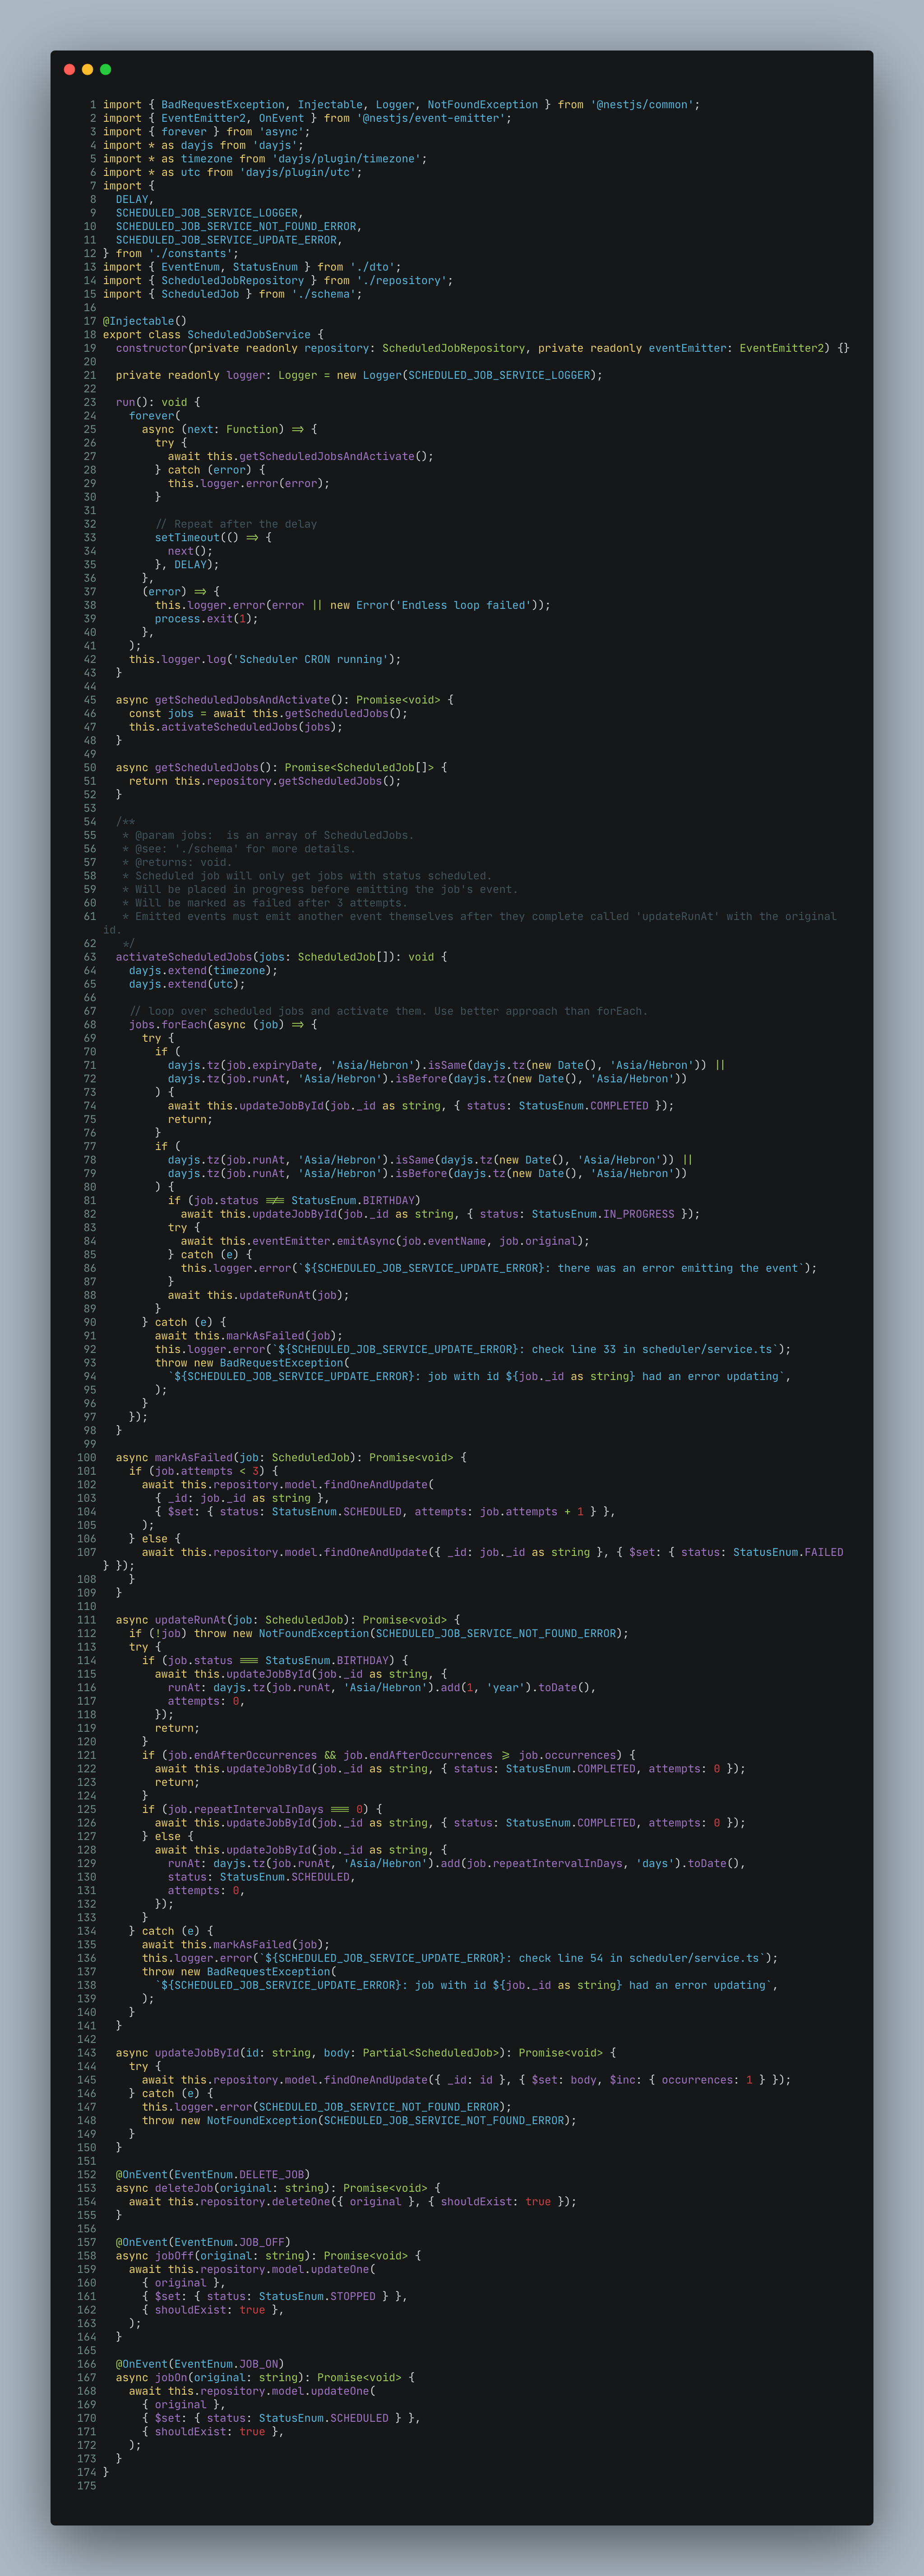 1 import { BadRequestException, Injectable, Logger, NotFoundException } from '@nestjs/common';
2 import { EventEmitter2, OnEvent } from '@nestjs/event-emitter';
3 import { forever } from 'async';
4 import * as dayjs from 'dayjs';
5 import * as timezone from 'dayjs/plugin/timezone';
6 import * as utc from 'dayjs/plugin/utc';
7 import {
8   DELAY,
9   SCHEDULED_JOB_SERVICE_LOGGER,
10   SCHEDULED_JOB_SERVICE_NOT_FOUND_ERROR,
11   SCHEDULED_JOB_SERVICE_UPDATE_ERROR,
12 } from './constants';
13 import { EventEnum, StatusEnum } from './dto';
14 import { ScheduledJobRepository } from './repository';
15 import { ScheduledJob } from './schema';
16
17 @Injectable()
18 export class ScheduledJobService {
19   constructor(private readonly repository: ScheduledJobRepository, private readonly eventEmitter: EventEmitter2) {}
20
21   private readonly logger: Logger = new Logger(SCHEDULED_JOB_SERVICE_LOGGER);
22
23   run(): void {
24     forever(
25       async (next: Function) => {
26         try {
27           await this.getScheduledJobsAndActivate();
28         } catch (error) {
29           this.logger.error(error);
30         }
31
32         // Repeat after the delay
33         setTimeout(() => {
34           next();
35         }, DELAY);
36       },
37       (error) => {
38         this.logger.error(error || new Error('Endless loop failed'));
39         process.exit(1);
40       },
41     );
42     this.logger.log('Scheduler CRON running');
43   }
44
45   async getScheduledJobsAndActivate(): Promise<void> {
46     const jobs = await this.getScheduledJobs();
47     this.activateScheduledJobs(jobs);
48   }
49
50   async getScheduledJobs(): Promise<ScheduledJob[]> {
51     return this.repository.getScheduledJobs();
52   }
53
54   /**
55    * @param jobs:  is an array of ScheduledJobs.
56    * @see: './schema' for more details.
57    * @returns: void.
58    * Scheduled job will only get jobs with status scheduled.
59    * Will be placed in progress before emitting the job's event.
60    * Will be marked as failed after 3 attempts.
61    * Emitted events must emit another event themselves after they complete called 'updateRunAt' with the original
id.
62    */
63   activateScheduledJobs(jobs: ScheduledJob[]): void {
64     dayjs.extend(timezone);
65     dayjs.extend(utc);
66
67     // loop over scheduled jobs and activate them. Use better approach than forEach.
68     jobs.forEach(async (job) => {
69       try {
70         if (
71           dayjs.tz(job.expiryDate, 'Asia/Hebron').isSame(dayjs.tz(new Date(), 'Asia/Hebron')) ||
72           dayjs.tz(job.runAt, 'Asia/Hebron').isBefore(dayjs.tz(new Date(), 'Asia/Hebron'))
73         ) {
74           await this.updateJobById(job._id as string, { status: StatusEnum.COMPLETED });
75           return;
76         }
77         if (
78           dayjs.tz(job.runAt, 'Asia/Hebron').isSame(dayjs.tz(new Date(), 'Asia/Hebron')) ||
79           dayjs.tz(job.runAt, 'Asia/Hebron').isBefore(dayjs.tz(new Date(), 'Asia/Hebron'))
80         ) {
81           if (job.status !== StatusEnum.BIRTHDAY)
82             await this.updateJobById(job._id as string, { status: StatusEnum.IN_PROGRESS });
83           try {
84             await this.eventEmitter.emitAsync(job.eventName, job.original);
85           } catch (e) {
86             this.logger.error(`${SCHEDULED_JOB_SERVICE_UPDATE_ERROR}: there was an error emitting the event`);
87           }
88           await this.updateRunAt(job);
89         }
90       } catch (e) {
91         await this.markAsFailed(job);
92         this.logger.error(`${SCHEDULED_JOB_SERVICE_UPDATE_ERROR}: check line 33 in scheduler/service.ts`);
93         throw new BadRequestException(
94           `${SCHEDULED_JOB_SERVICE_UPDATE_ERROR}: job with id ${job._id as string} had an error updating`,
95         );
96       }
97     });
98   }
99
100   async markAsFailed(job: ScheduledJob): Promise<void> {
101     if (job.attempts < 3) {
102       await this.repository.model.findOneAndUpdate(
103         { _id: job._id as string },
104         { $set: { status: StatusEnum.SCHEDULED, attempts: job.attempts + 1 } },
105       );
106     } else {
107       await this.repository.model.findOneAndUpdate({ _id: job._id as string }, { $set: { status: StatusEnum.FAILED
} });
108     }
109   }
110
111   async updateRunAt(job: ScheduledJob): Promise<void> {
112     if (!job) throw new NotFoundException(SCHEDULED_JOB_SERVICE_NOT_FOUND_ERROR);
113     try {
114       if (job.status === StatusEnum.BIRTHDAY) {
115         await this.updateJobById(job._id as string, {
116           runAt: dayjs.tz(job.runAt, 'Asia/Hebron').add(1, 'year').toDate(),
117           attempts: 0,
118         });
119         return;
120       }
121       if (job.endAfterOccurrences && job.endAfterOccurrences >= job.occurrences) {
122         await this.updateJobById(job._id as string, { status: StatusEnum.COMPLETED, attempts: 0 });
123         return;
124       }
125       if (job.repeatIntervalInDays === 0) {
126         await this.updateJobById(job._id as string, { status: StatusEnum.COMPLETED, attempts: 0 });
127       } else {
128         await this.updateJobById(job._id as string, {
129           runAt: dayjs.tz(job.runAt, 'Asia/Hebron').add(job.repeatIntervalInDays, 'days').toDate(),
130           status: StatusEnum.SCHEDULED,
131           attempts: 0,
132         });
133       }
134     } catch (e) {
135       await this.markAsFailed(job);
136       this.logger.error(`${SCHEDULED_JOB_SERVICE_UPDATE_ERROR}: check line 54 in scheduler/service.ts`);
137       throw new BadRequestException(
138         `${SCHEDULED_JOB_SERVICE_UPDATE_ERROR}: job with id ${job._id as string} had an error updating`,
139       );
140     }
141   }
142
143   async updateJobById(id: string, body: Partial<ScheduledJob>): Promise<void> {
144     try {
145       await this.repository.model.findOneAndUpdate({ _id: id }, { $set: body, $inc: { occurrences: 1 } });
146     } catch (e) {
147       this.logger.error(SCHEDULED_JOB_SERVICE_NOT_FOUND_ERROR);
148       throw new NotFoundException(SCHEDULED_JOB_SERVICE_NOT_FOUND_ERROR);
149     }
150   }
151
152   @OnEvent(EventEnum.DELETE_JOB)
153   async deleteJob(original: string): Promise<void> {
154     await this.repository.deleteOne({ original }, { shouldExist: true });
155   }
156
157   @OnEvent(EventEnum.JOB_OFF)
158   async jobOff(original: string): Promise<void> {
159     await this.repository.model.updateOne(
160       { original },
161       { $set: { status: StatusEnum.STOPPED } },
162       { shouldExist: true },
163     );
164   }
165
166   @OnEvent(EventEnum.JOB_ON)
167   async jobOn(original: string): Promise<void> {
168     await this.repository.model.updateOne(
169       { original },
170       { $set: { status: StatusEnum.SCHEDULED } },
171       { shouldExist: true },
172     );
173   }
174 }
175